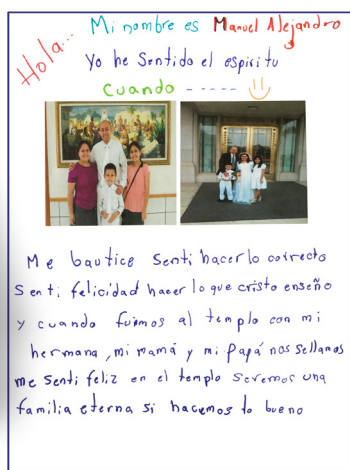 Hola...
Mi nombre es Manuel Alejandro
Yo he Sentido el espiritu
Cuando -----
Me bautice Senti hacer lo correcto
Senti felicidad hacer lo que cristo enseño
y cuando fuimos al templo con mi
hermana, mi mamá y mi papá nos sellamos
me Senti feliz en el templo Seremos una
familia eterna si hacemos lo bueno